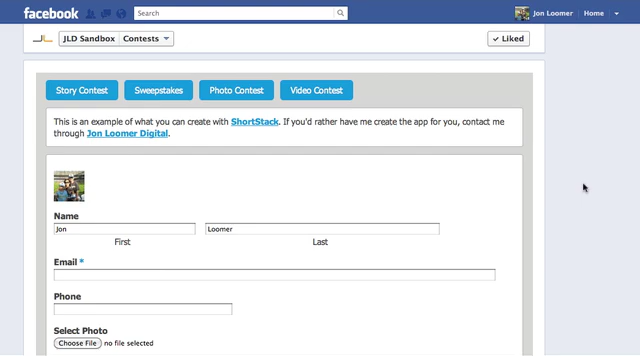 facebook Search Jon Loomer Home
JLD Sandbox Contests Liked
Story Contest Sweepstakes Photo Contest Video Contest
This is an example of what you can create with ShortStack. If you'd rather have me create the app for you, contact me
through Jon Loomer Digital.
Name
Jon Loomer
First Last
Email *
Phone
Select Photo
Choose File no file selected